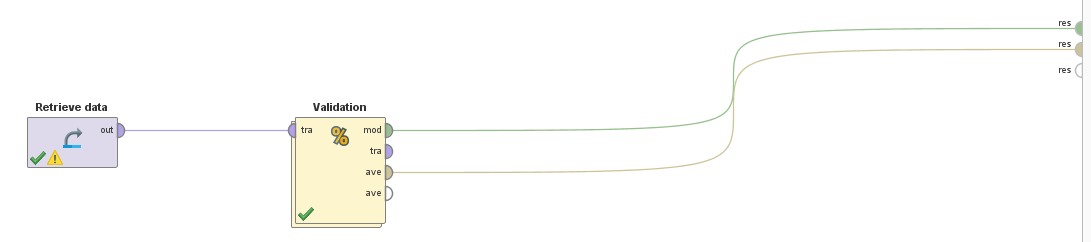 Retrieve data
out
Validation
tra
%
mod
tra
ave
ave
res
res
res